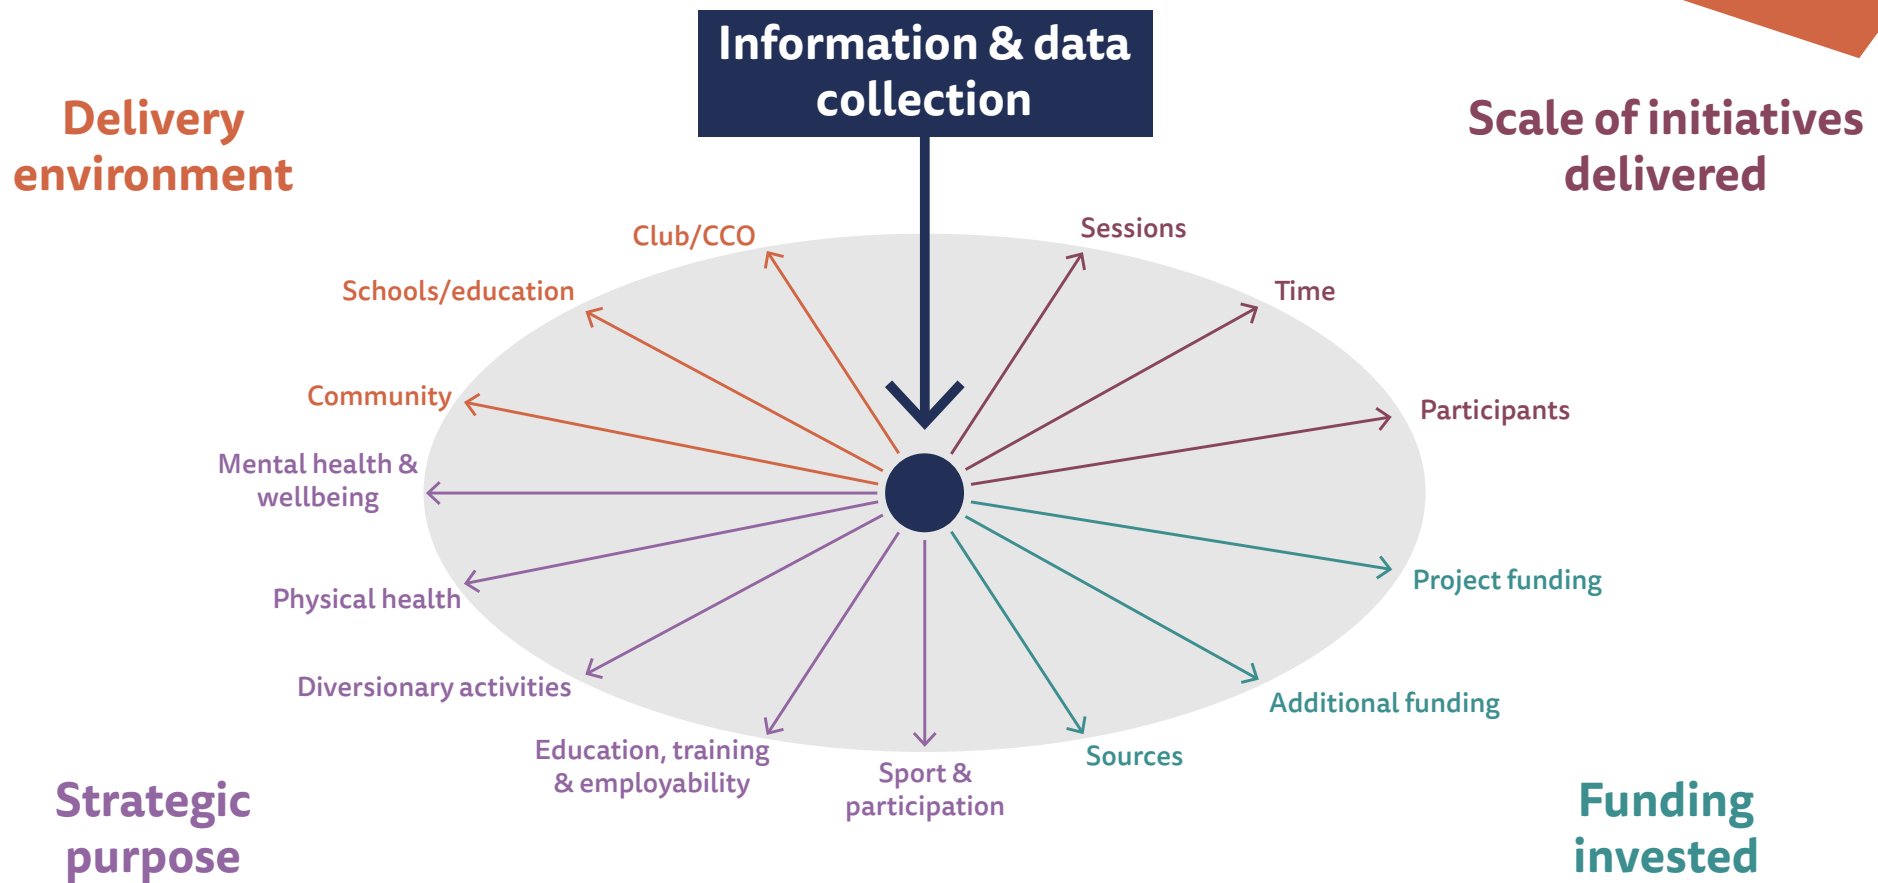 Information & data
collection
Delivery
environment
Scale of initiatives
delivered
Club/CCO
Schools/education
Community
Sessions
Time
Participants
Mental health &
wellbeing
Physical health
Diversionary activities
Education, training
& employability
Sport &
participation
Project funding
Additional funding
Sources
Strategic
purpose
Funding
invested